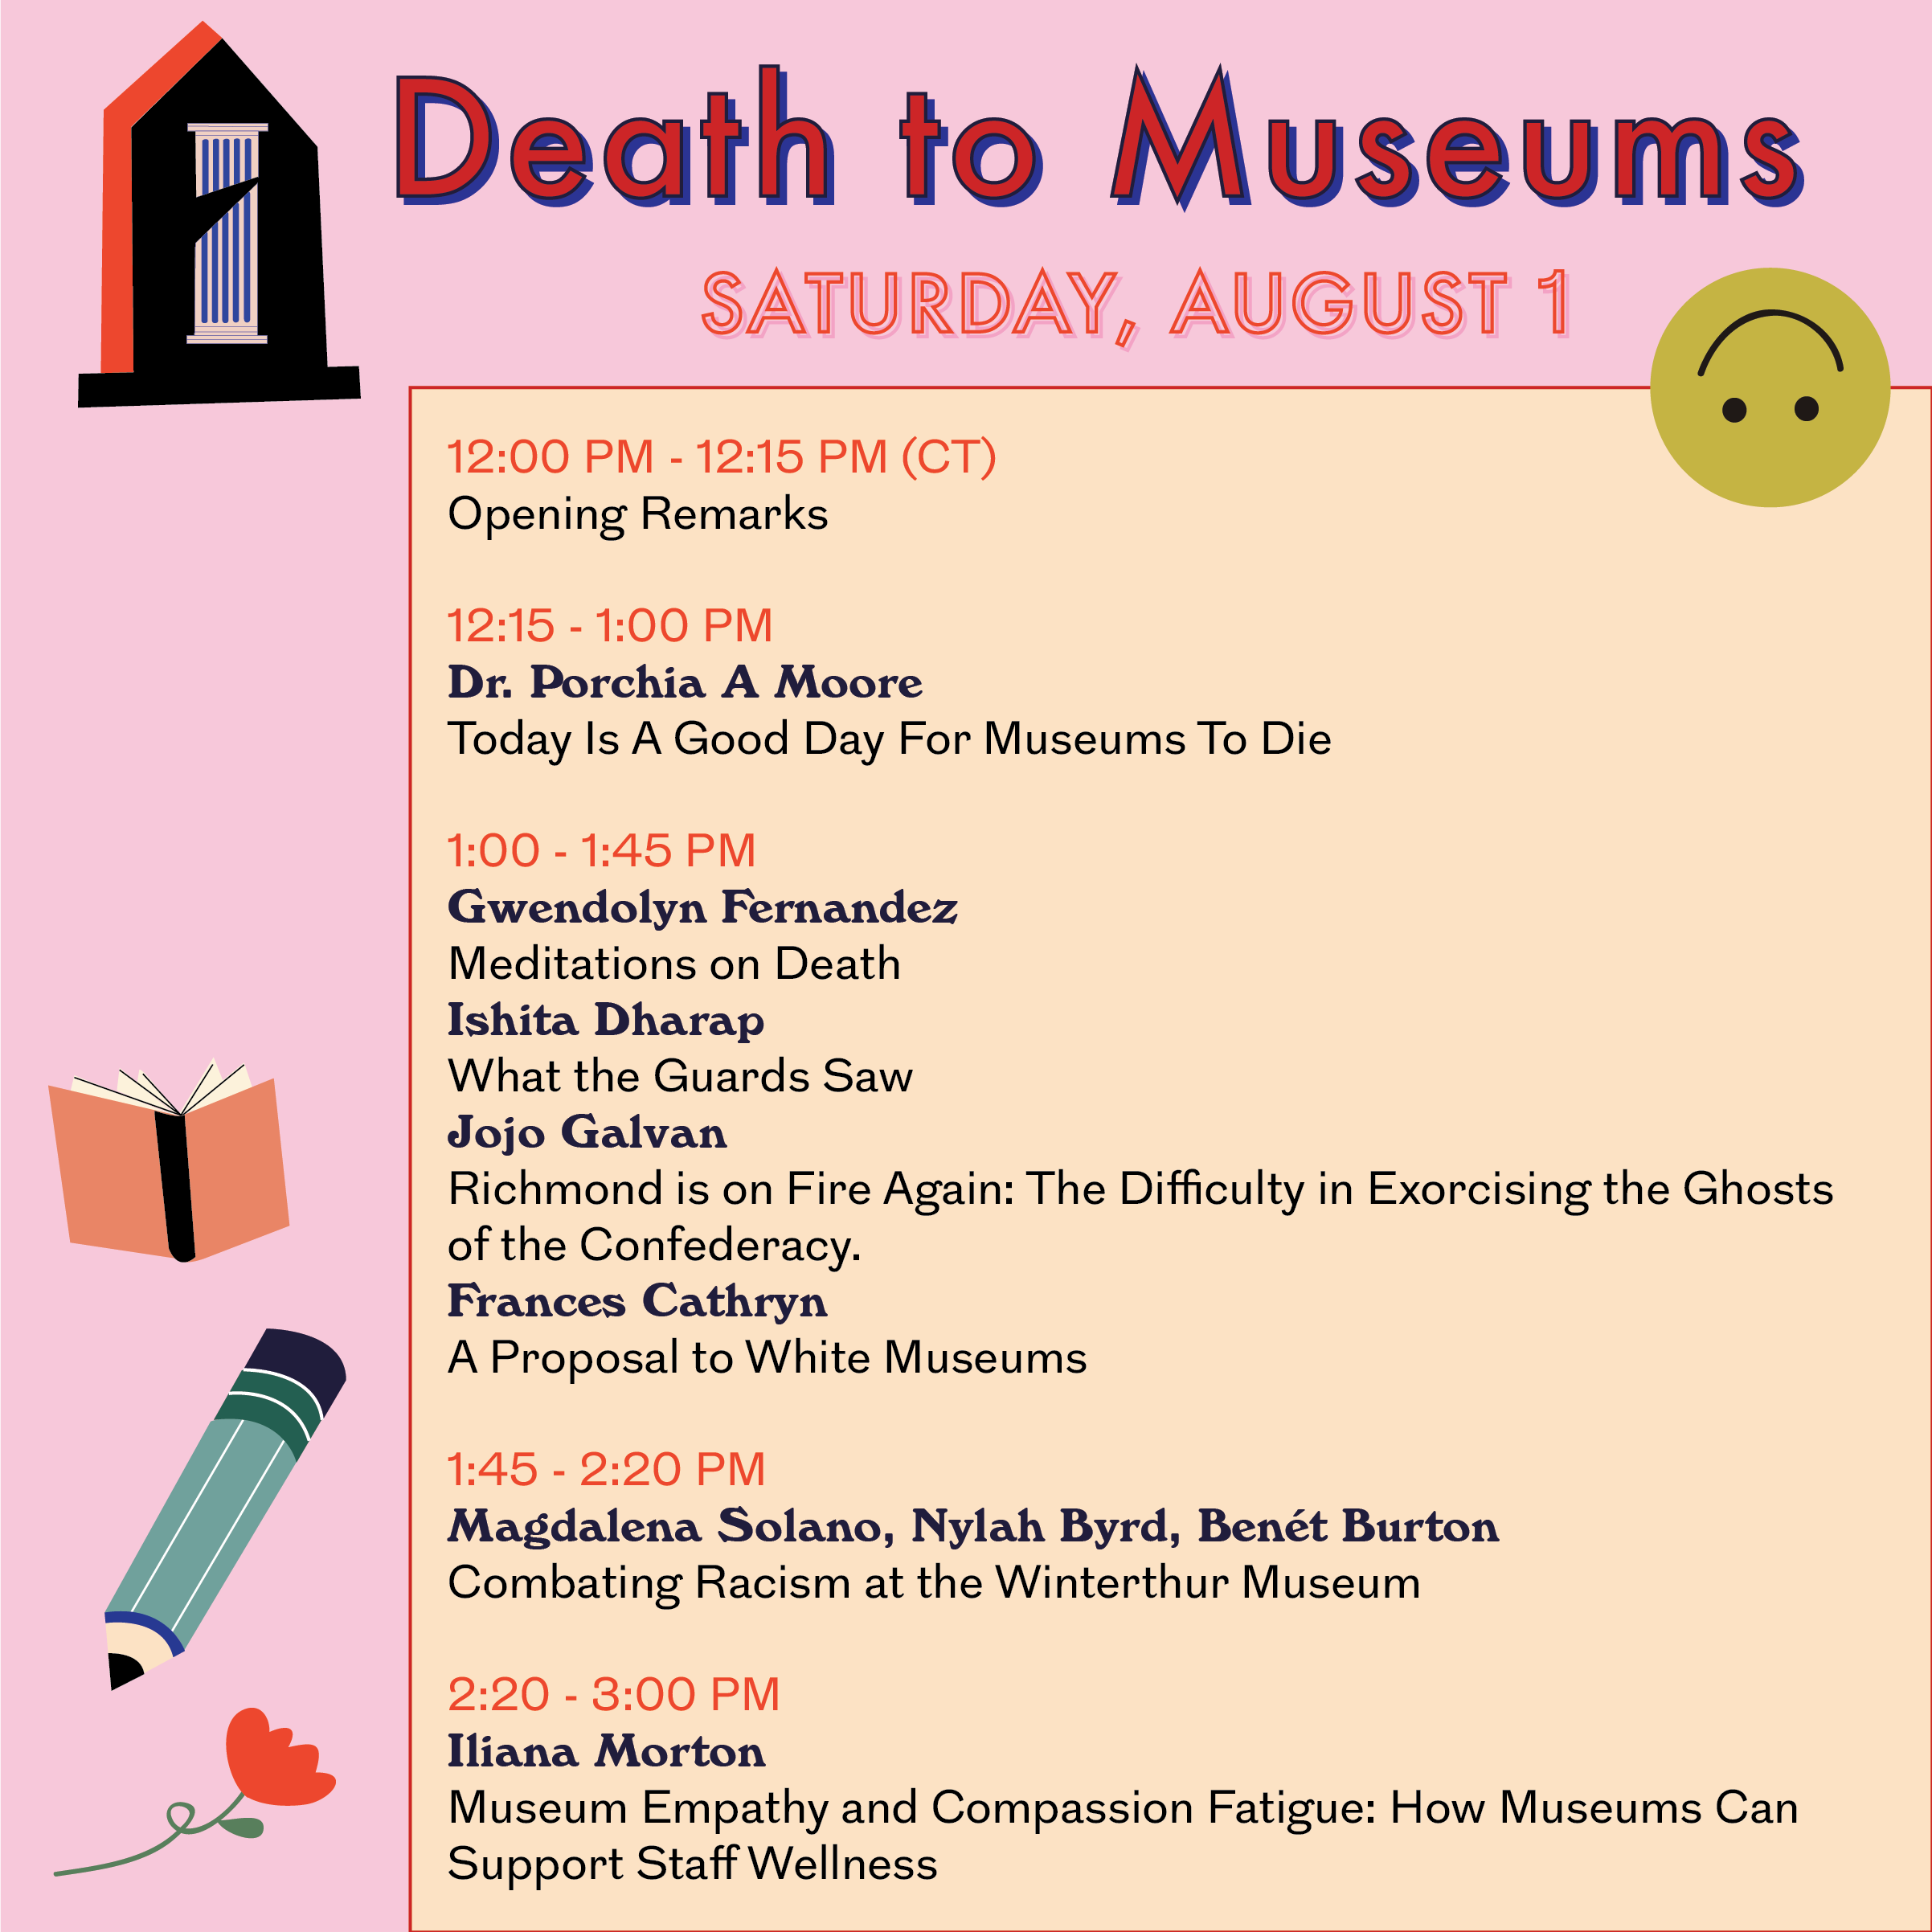 Death to Museums
SATURDAY, AUGUST 1
12:00 PM - 12:15 PM (CT)
Opening Remarks
12:15 - 1:00 PM
Dr. Porchia A Moore
Today Is A Good Day For Museums To Die
1:00 - 1:45 PM
Gwendolyn Fernandez
Meditations on Death
Ishita Dharap
What the Guards Saw
Jojo Galvan
Richmond is on Fire Again: The Difficulty in Exorcising the Ghosts
of the Confederacy.
Frances Cathryn
A Proposal to White Museums
1:45 - 2:20 PM
Magdalena Solano, Nylah Byrd, Benét Burton
Combating Racism at the Winterthur Museum
2:20 - 3:00 PM
Iliana Morton
Museum Empathy and Compassion Fatigue: How Museums Can
Support Staff Wellness